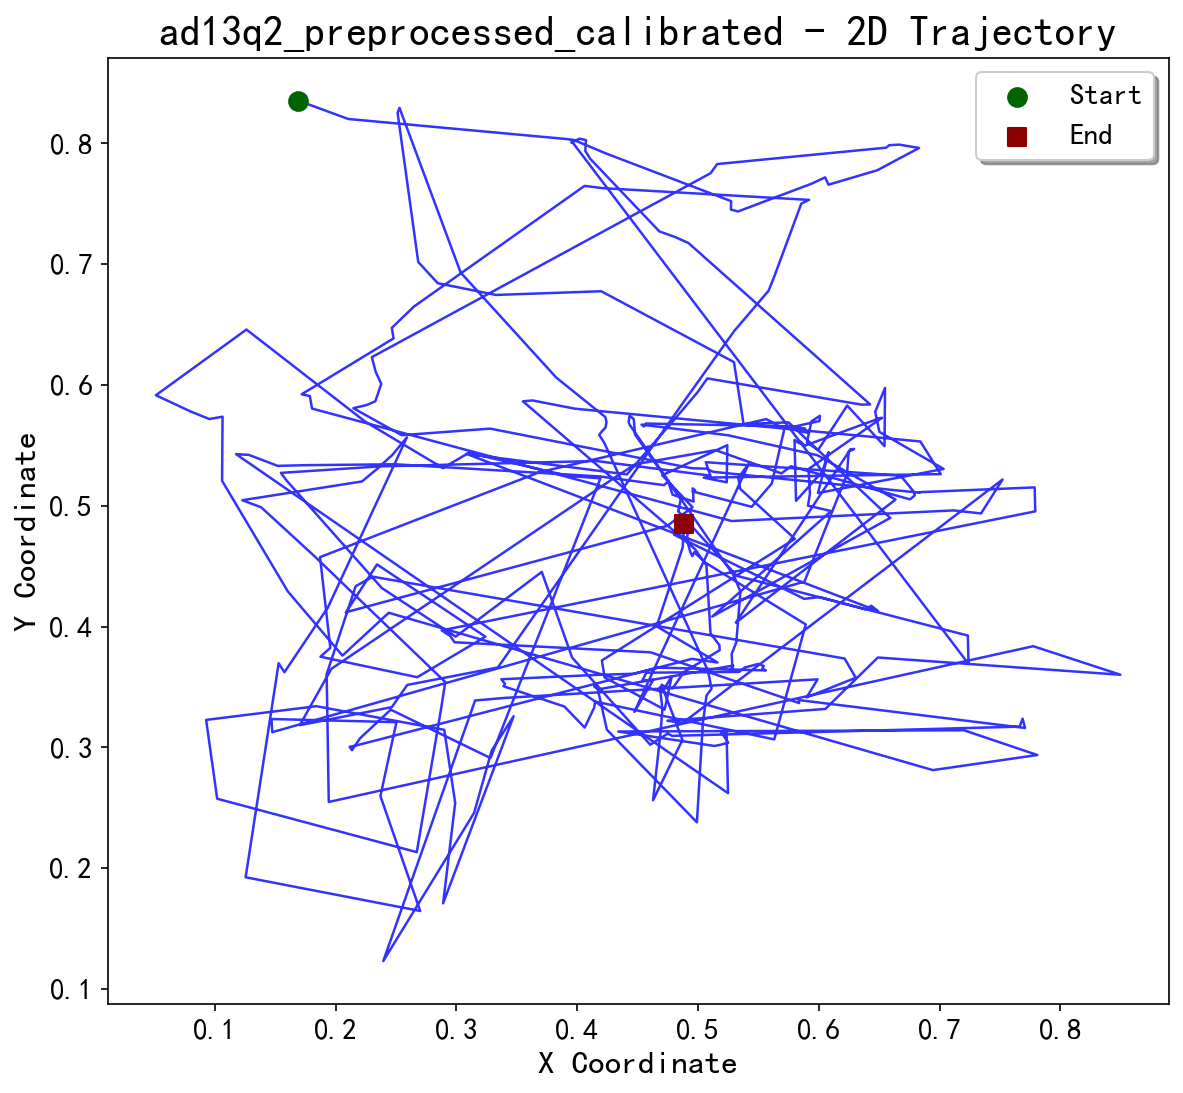 ad13q2_preprocessed_calibrated - 2D Trajectory
Start
End
Y Coordinate
0.8
0.7
0.6
0.5
0.4
0.3
0.2
0.1
0.1 0.2 0.3 0.4 0.5 0.6 0.7 0.8
X Coordinate